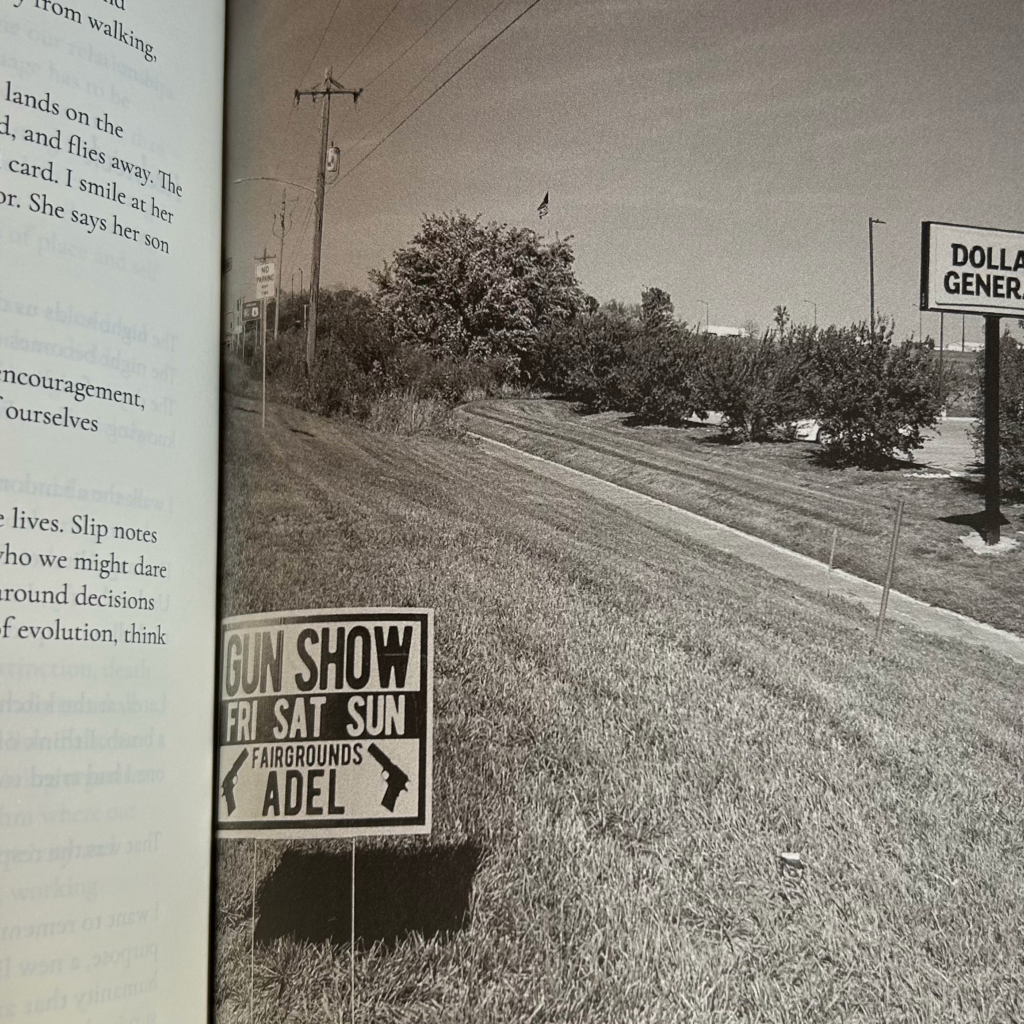 y from walking,
lands on the
d, and flies away. The
card. I smile at her
or. She says her son
encouragement,
f ourselves
e lives. Slip notes
who we might dare
around decisions
of evolution, think
NO
PARKING
DOLLA
GENERA
GUN SHOW
FRI SAT SUN
FAIRGROUNDS
ADEL